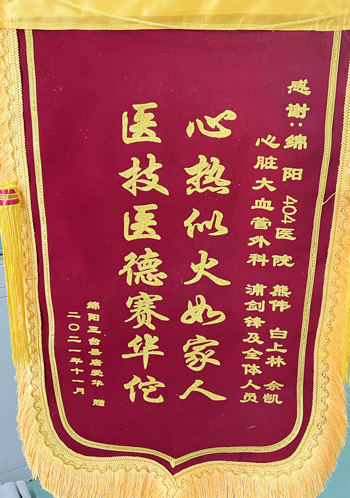 感谢:绵阳404医院 熊伟 白上林 余凯
心脏大血管外科 浦剑锋及全体人员
心热似火如家人
医技医德赛华佗
绵阳三台县 爱华 赠
二〇二一年十一月